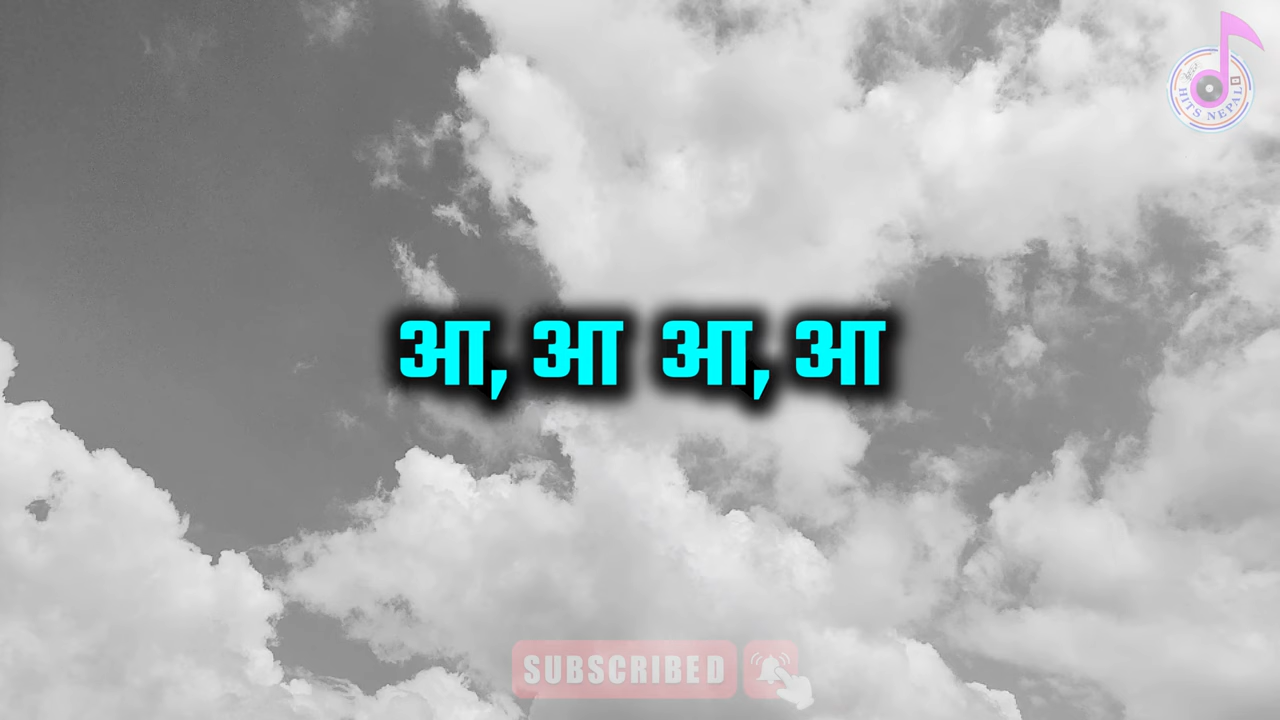 HITS NEPAL
आ, आ आ, आ
SUBSCRIBED